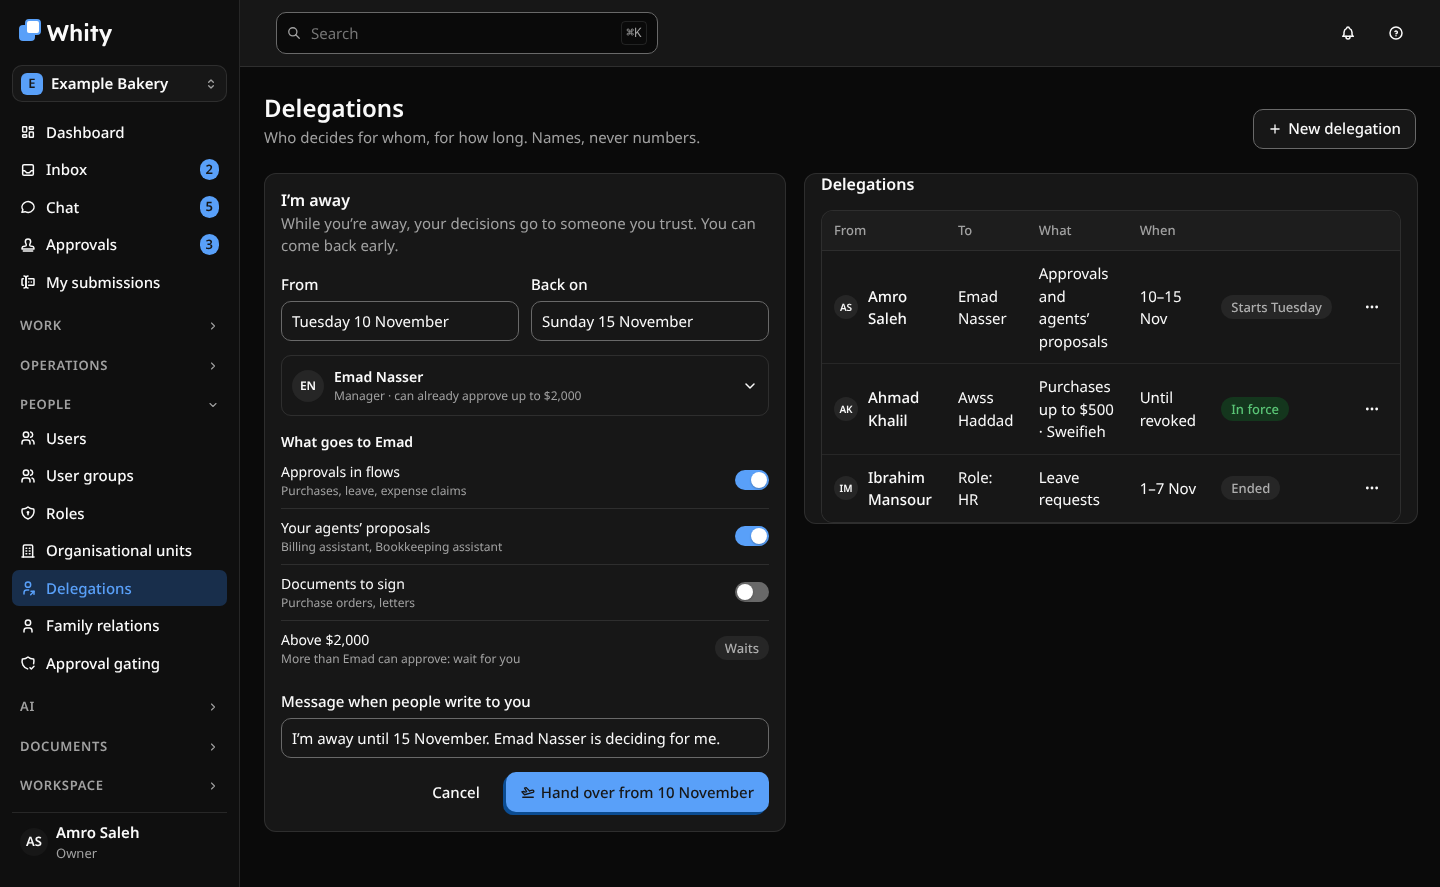 Whity
E Example Bakery
Dashboard
Inbox 2
Chat 5
Approvals 3
My submissions
WORK
OPERATIONS
PEOPLE
Users
User groups
Roles
Organisational units
Delegations
Family relations
Approval gating
AI
DOCUMENTS
WORKSPACE
AS Amro Saleh
Owner
Search ⌘K
Delegations
Who decides for whom, for how long. Names, never numbers.
+ New delegation
I’m away
While you’re away, your decisions go to someone you trust. You can
come back early.
From Back on
Tuesday 10 November Sunday 15 November
EN Emad Nasser
Manager · can already approve up to $2,000
What goes to Emad
Approvals in flows
Purchases, leave, expense claims
Your agents’ proposals
Billing assistant, Bookkeeping assistant
Documents to sign
Purchase orders, letters
Above $2,000
More than Emad can approve: wait for you
Waits
Message when people write to you
I’m away until 15 November. Emad Nasser is deciding for me.
Cancel Hand over from 10 November
Delegations
From To What When
AS Amro
Saleh
Emad
Nasser
Approvals
and
agents’
proposals
10–15
Nov
Starts Tuesday
AK Ahmad
Khalil
Awss
Haddad
Purchases
up to $500
· Sweifieh
Until
revoked
In force
IM Ibrahim
Mansour
Role:
HR
Leave
requests
1–7 Nov
Ended